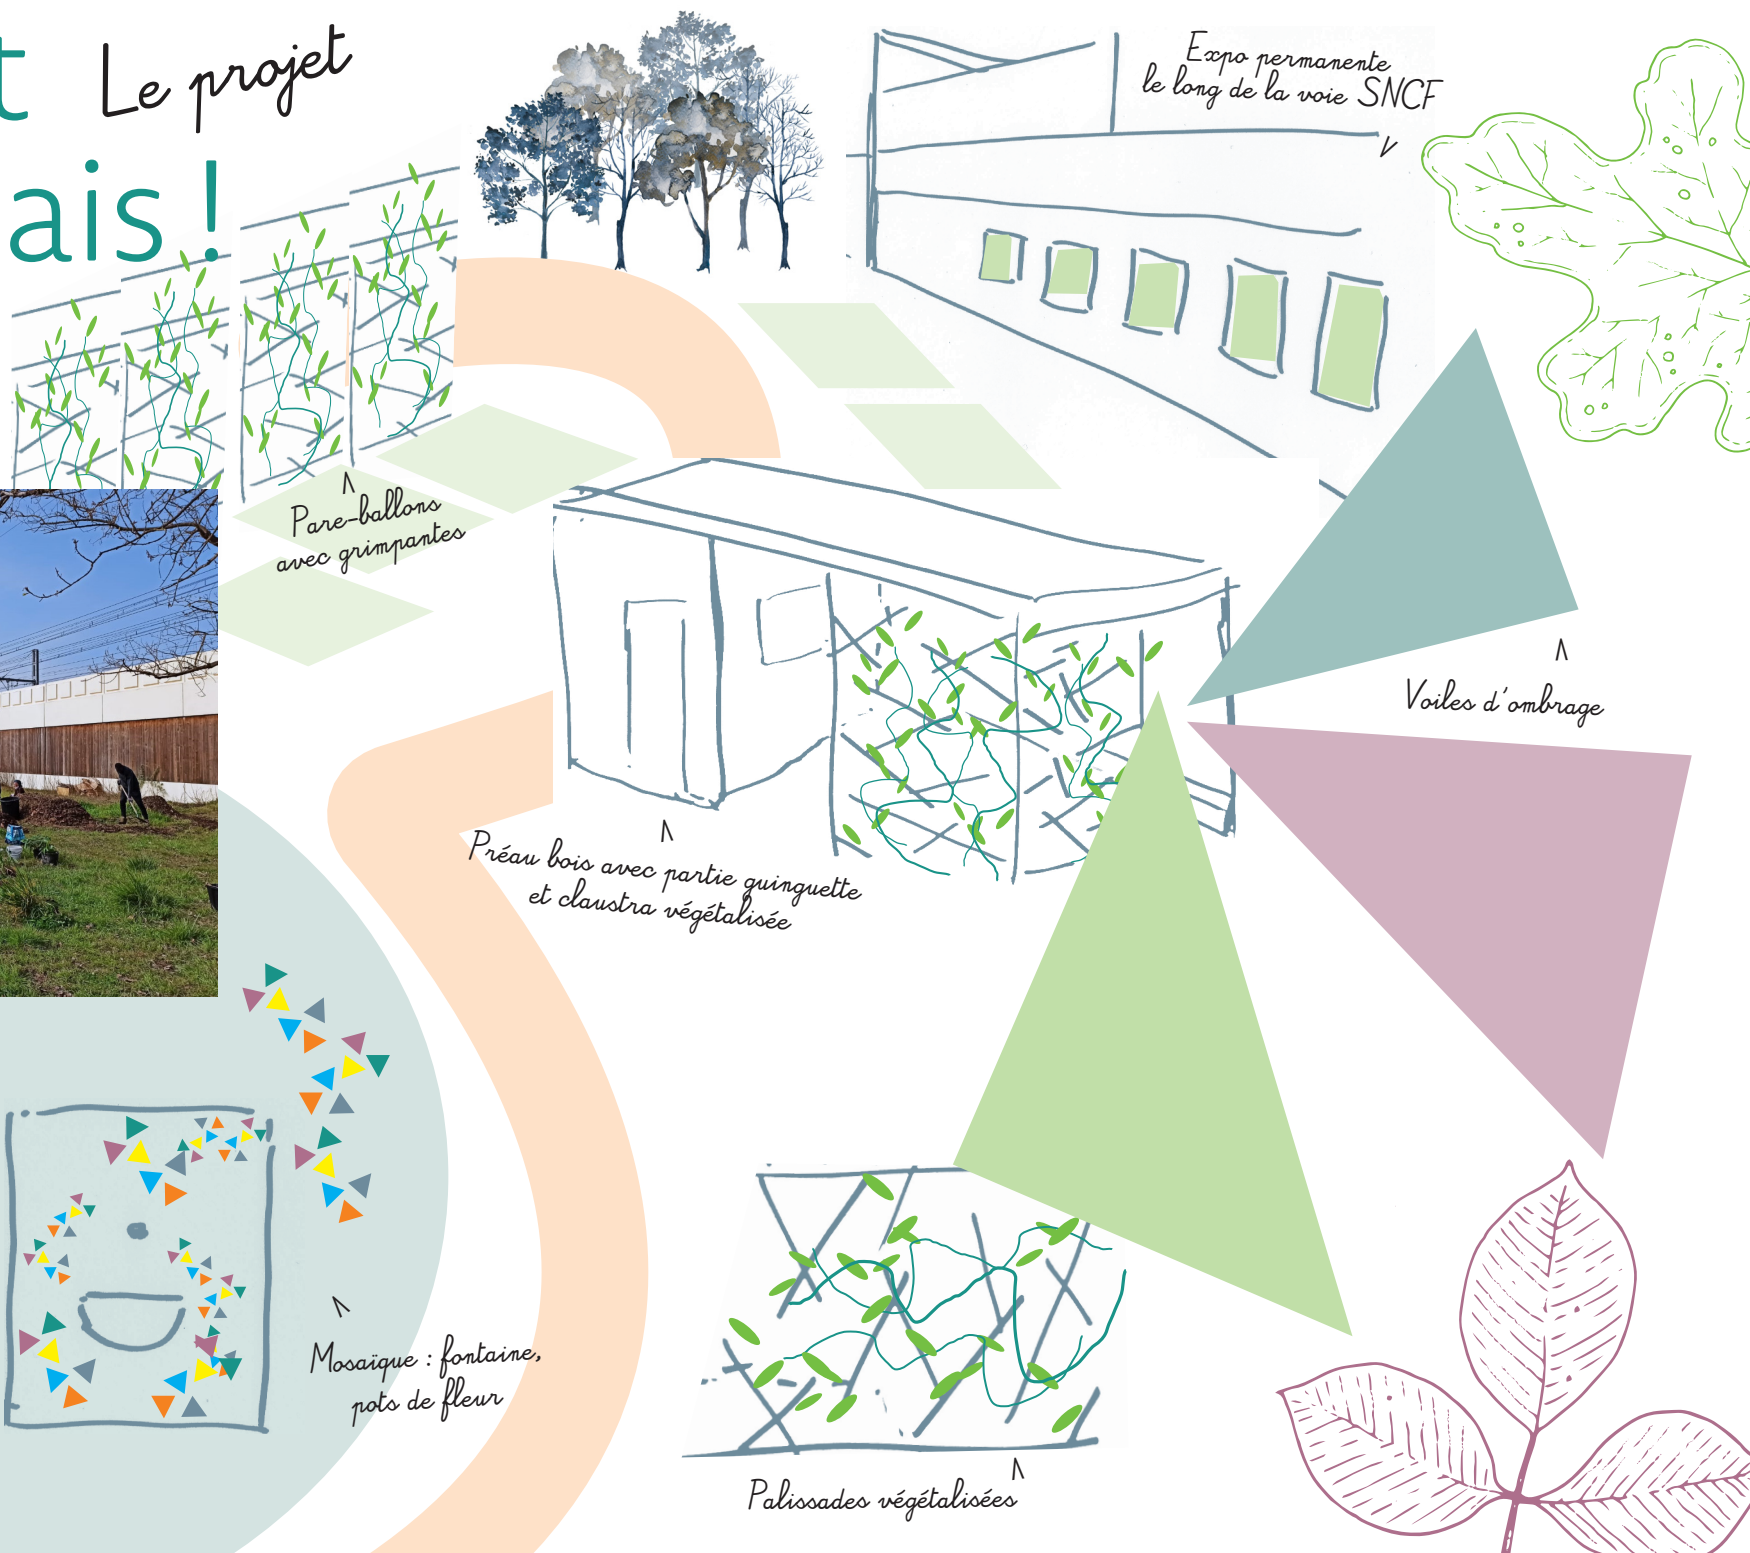 t
Le projet
ais !
Expo permanente
le long de la voie SNCF
Pare-ballons
avec grimpantes
Voiles d'ombrage
Préau bois avec partie guinguette
et claustra végétalisée
Mosaïque : fontaine,
pots de fleur
Palissades végétalisées